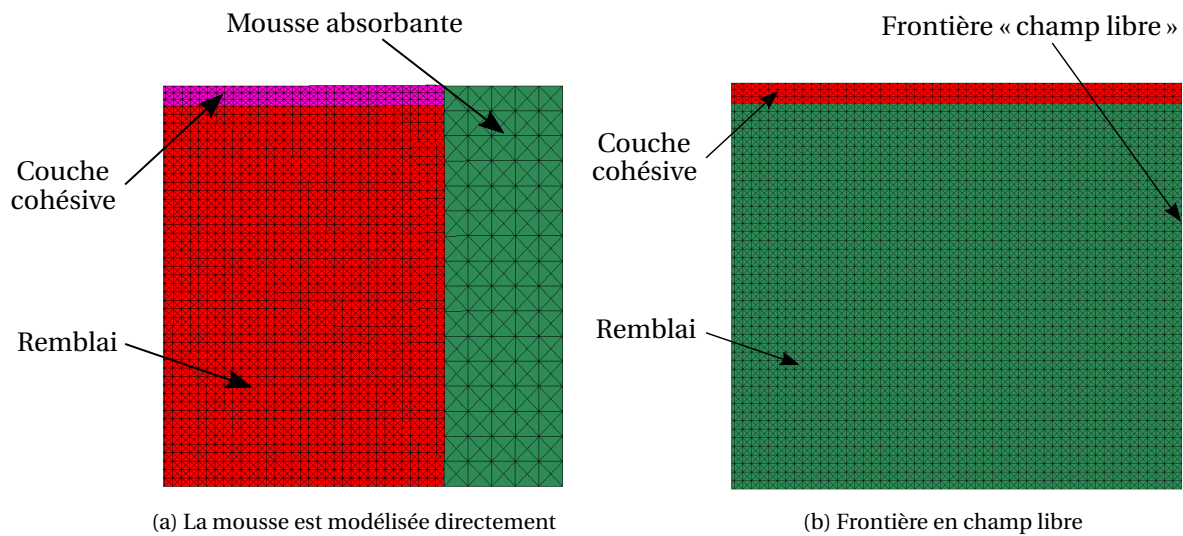 Mousse absorbante
Frontière « champ libre »
Couche
cohésive
Remblai
Couche
cohésive
Remblai
(a) La mousse est modélisée directement
(b) Frontière en champ libre